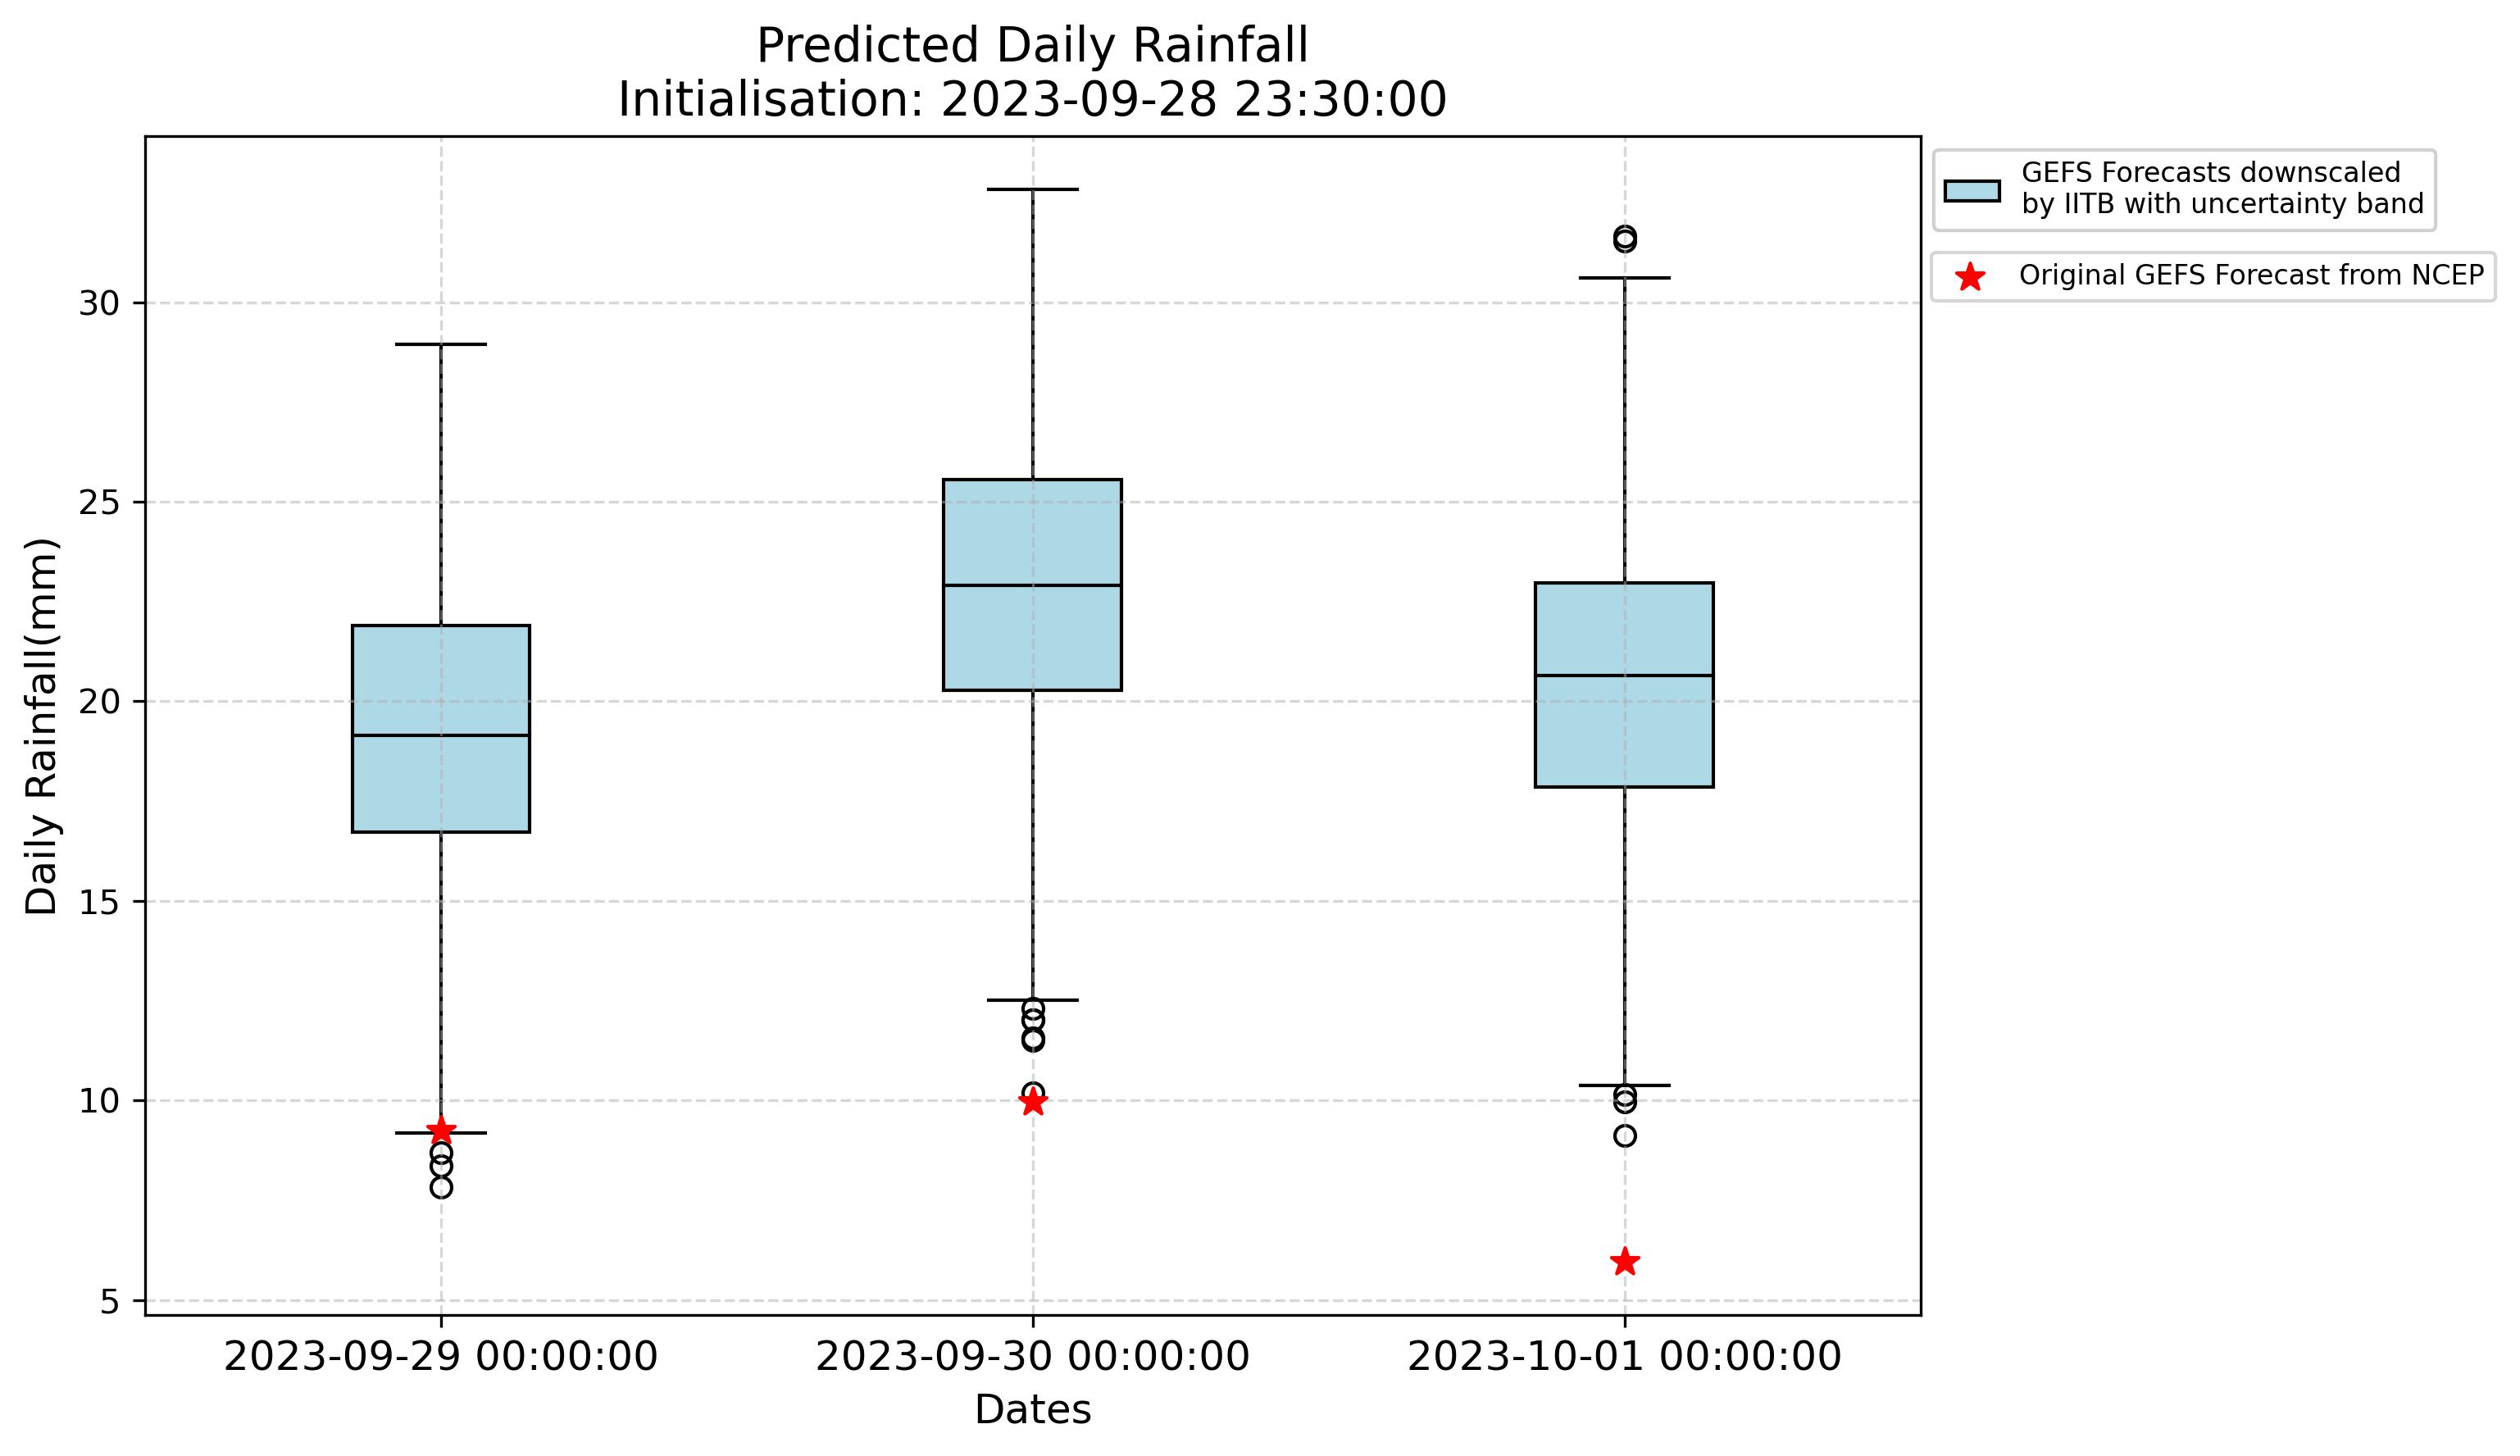 Predicted Daily Rainfall
Initialisation: 2023-09-28 23:30:00
GEFS Forecasts downscaled
by IITB with uncertainty band
Original GEFS Forecast from NCEP
Daily Rainfall(mm)
30
25
20
15
10
5
2023-09-29 00:00:00
2023-09-30 00:00:00
2023-10-01 00:00:00
Dates